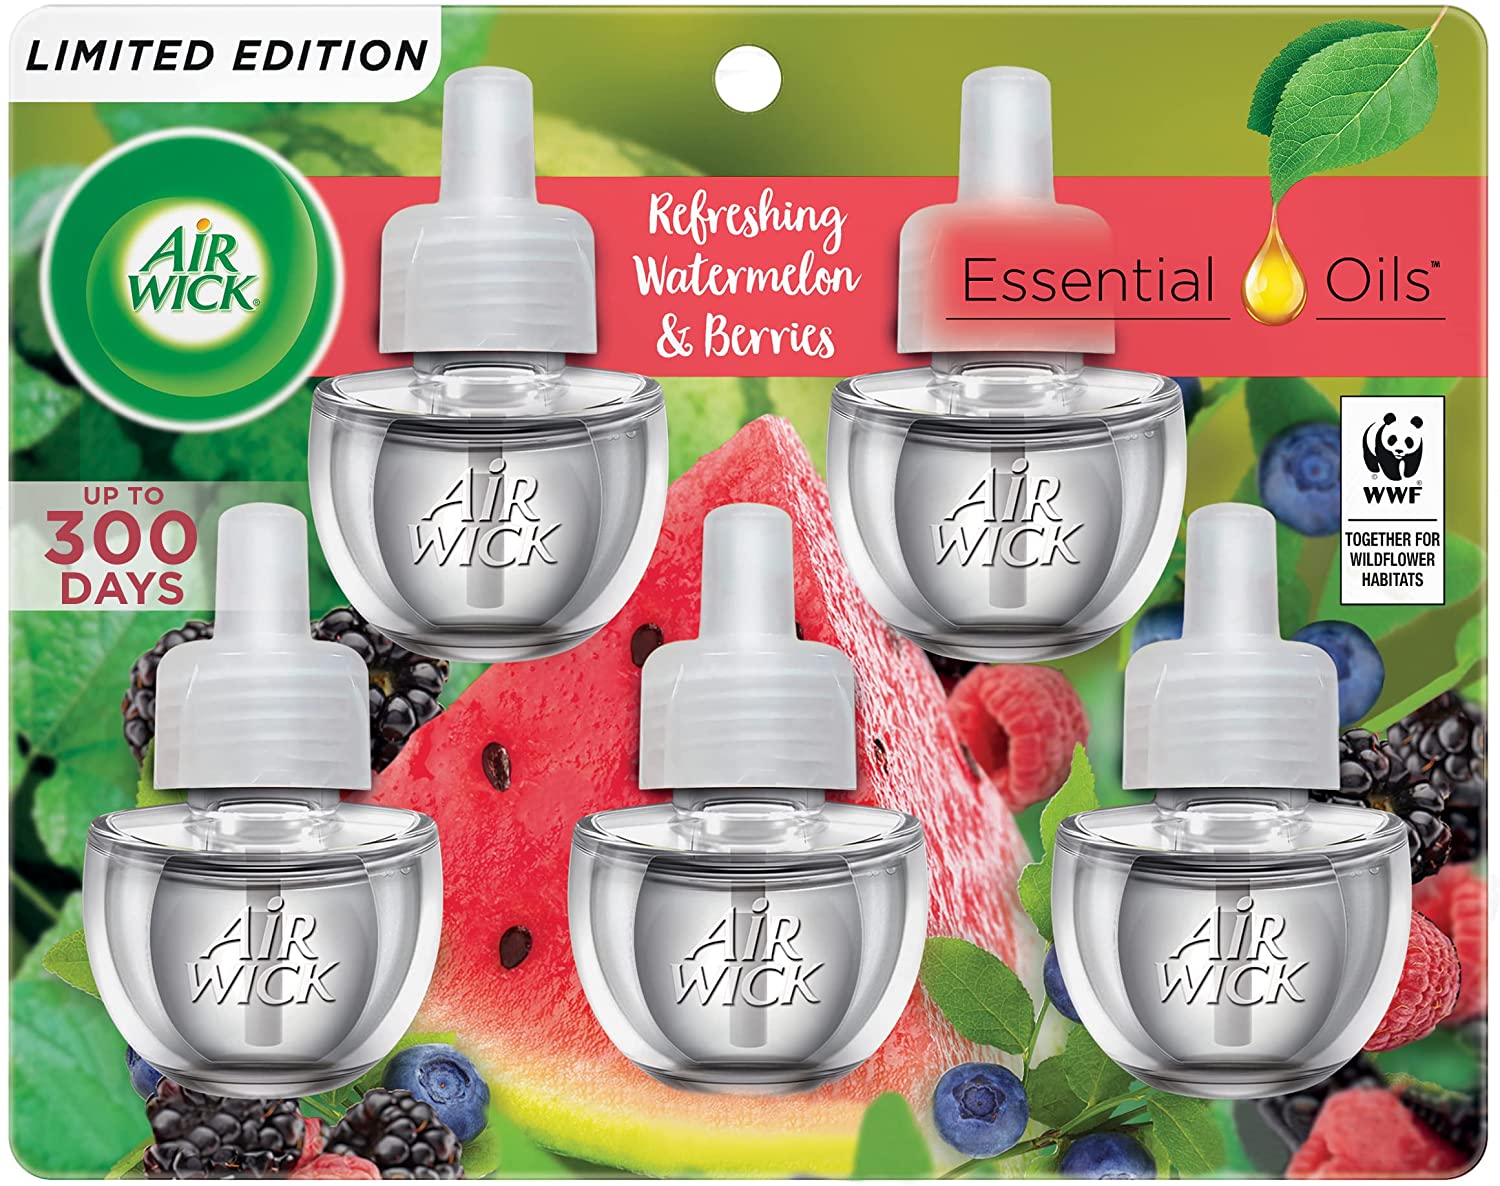 LIMITED EDITION
AiR
WICK®
Refreshing
Watermelon
& Berries
Essential Oils™
UP TO
300
DAYS
WWF
TOGETHER FOR
WILDFLOWER
HABITATS
AiR
WICK
AiR
WICK
AiR
WICK
AiR
WICK
AiR
WICK